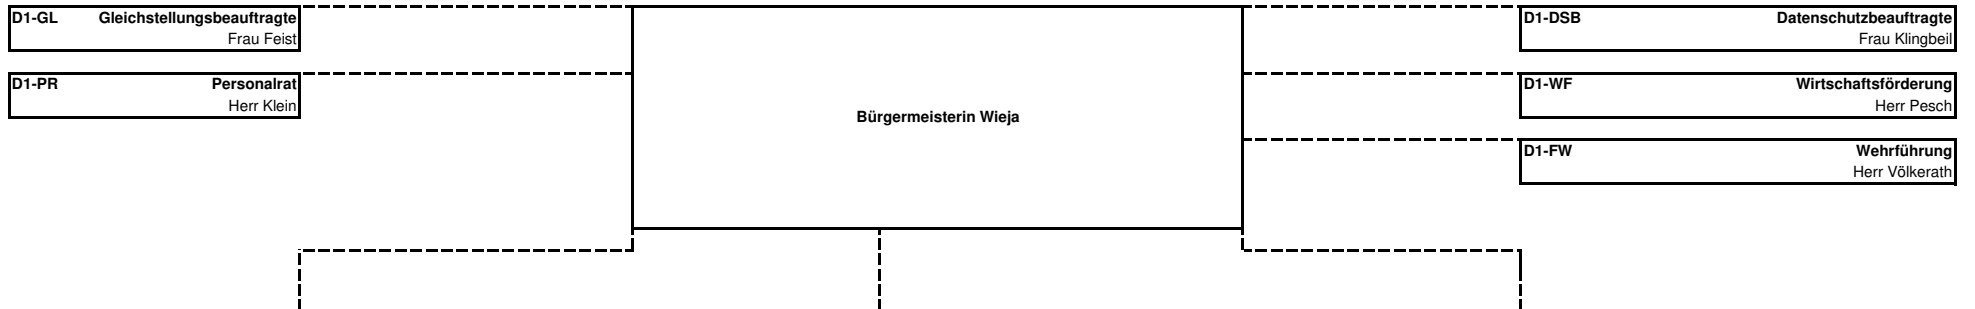 D1-GL Gleichstellungsbeauftragte
Frau Feist
D1-PR Personalrat
Herr Klein
Bürgermeisterin Wieja
D1-DSB Datenschutzbeauftragte
Frau Klingbeil
D1-WF Wirtschaftsförderung
Herr Pesch
D1-FW Wehrführung
Herr Völkerath